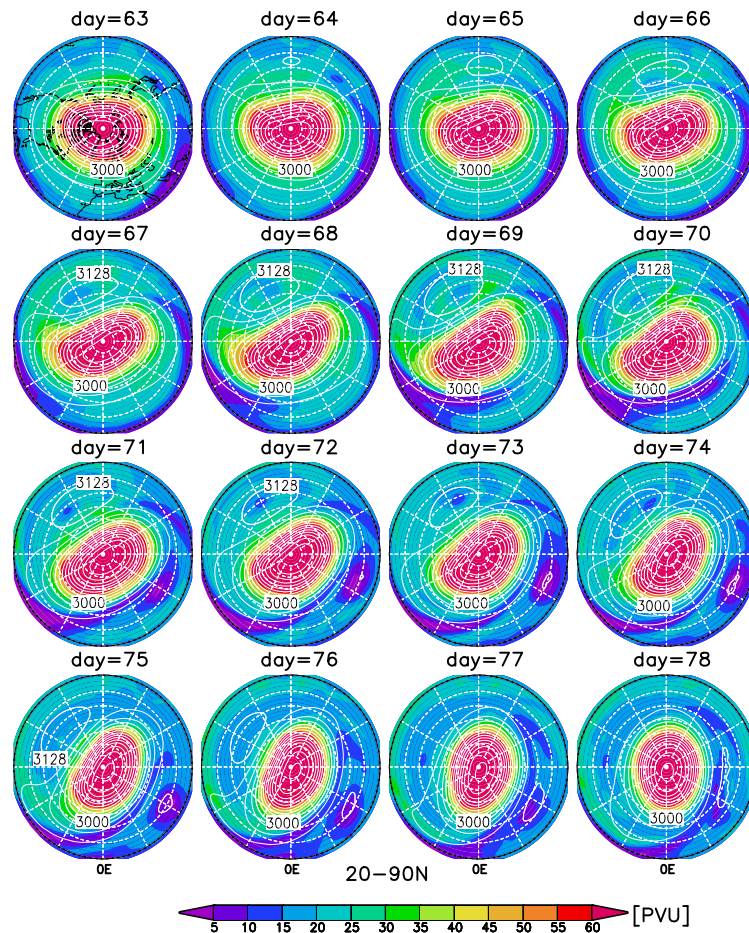 day=63 day=64 day=65 day=66
3000 3000 3000 3000
day=67 day=68 day=69 day=70
3128 3128 3128 3128
3000 3000 3000 3000
day=71 day=72 day=73 day=74
3128 3128
3000 3000 3000 3000
day=75 day=76 day=77 day=78
3128
3000 3000 3000 3000
0E 0E 0E 0E
20-90N
[PVU]
5 10 15 20 25 30 35 40 45 50 55 60